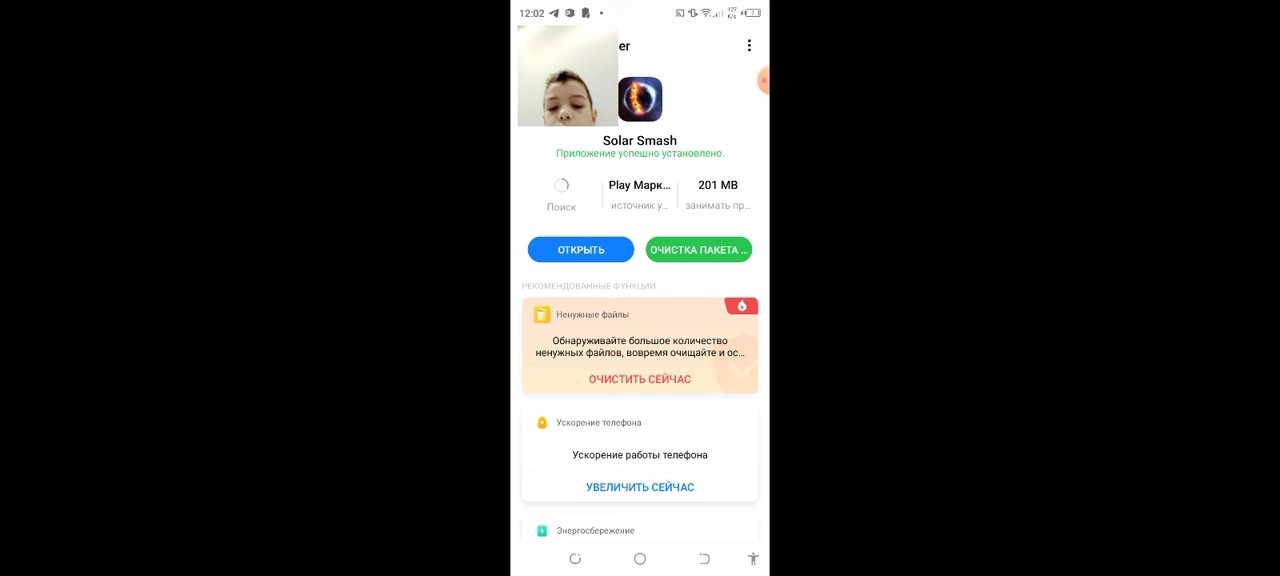 12:02
127
K/s
7
er
Solar Smash
Приложение успешно установлено.
Play Марк... 201 MB
Поиск источник у... занимать пр...
ОТКРЫТЬ ОЧИСТКА ПАКЕТА ...
РЕКОМЕНДОВАННЫЕ ФУНКЦИИ
Ненужные файлы
Обнаруживайте большое количество
ненужных файлов, вовремя очищайте и ос...
ОЧИСТИТЬ СЕЙЧАС
Ускорение телефона
Ускорение работы телефона
УВЕЛИЧИТЬ СЕЙЧАС
Энергосбережение